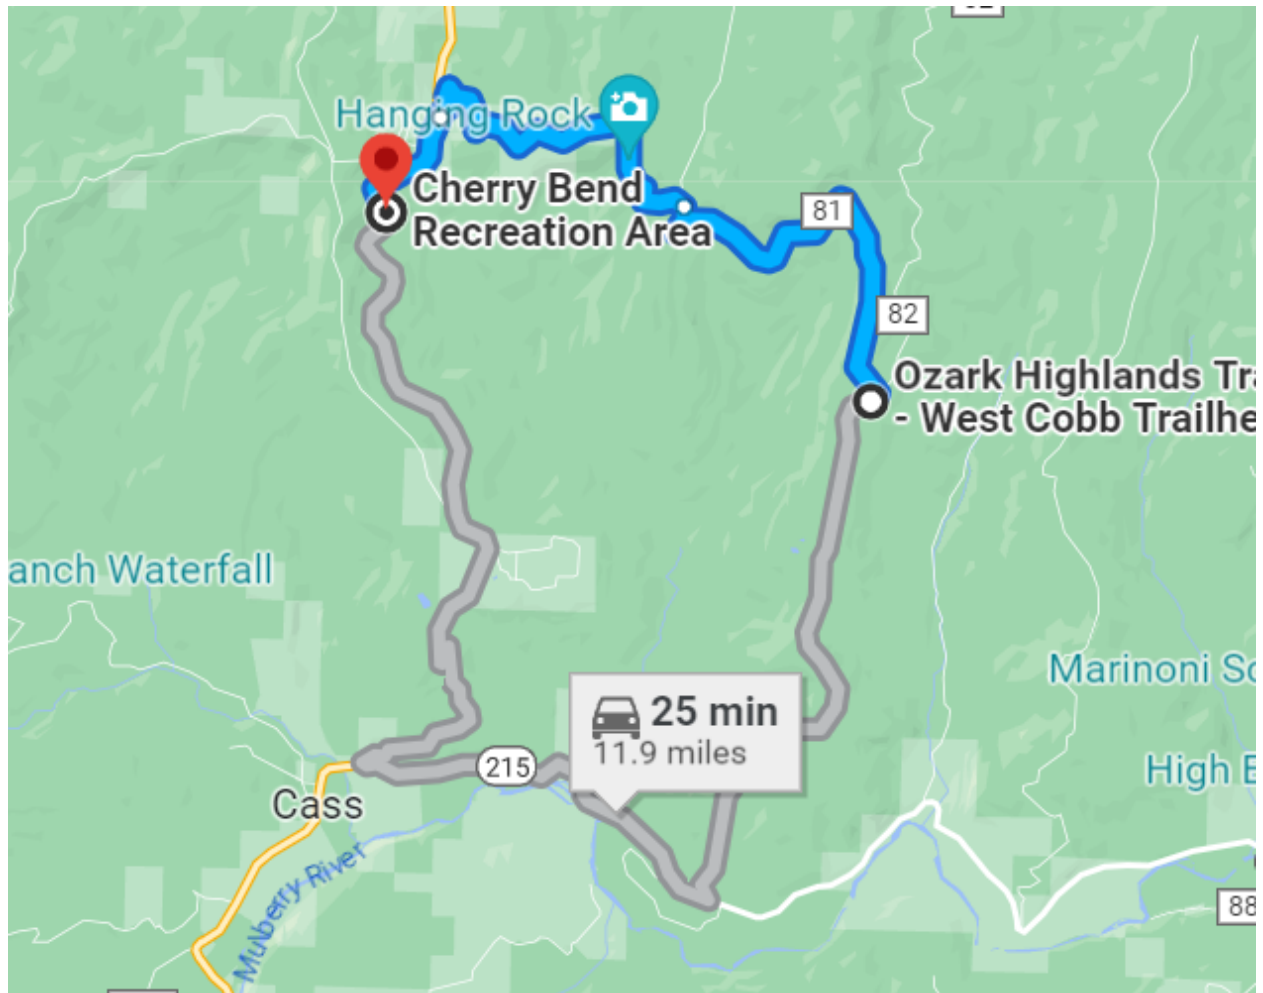 Hanging Rock
Cherry Bend
Recreation Area
81
82
Ozark Highlands Tra
- West Cobb Trailhe
anch Waterfall
Marinoni Sc
25 min
11.9 miles
215
High B
Cass
Mulberry River
88